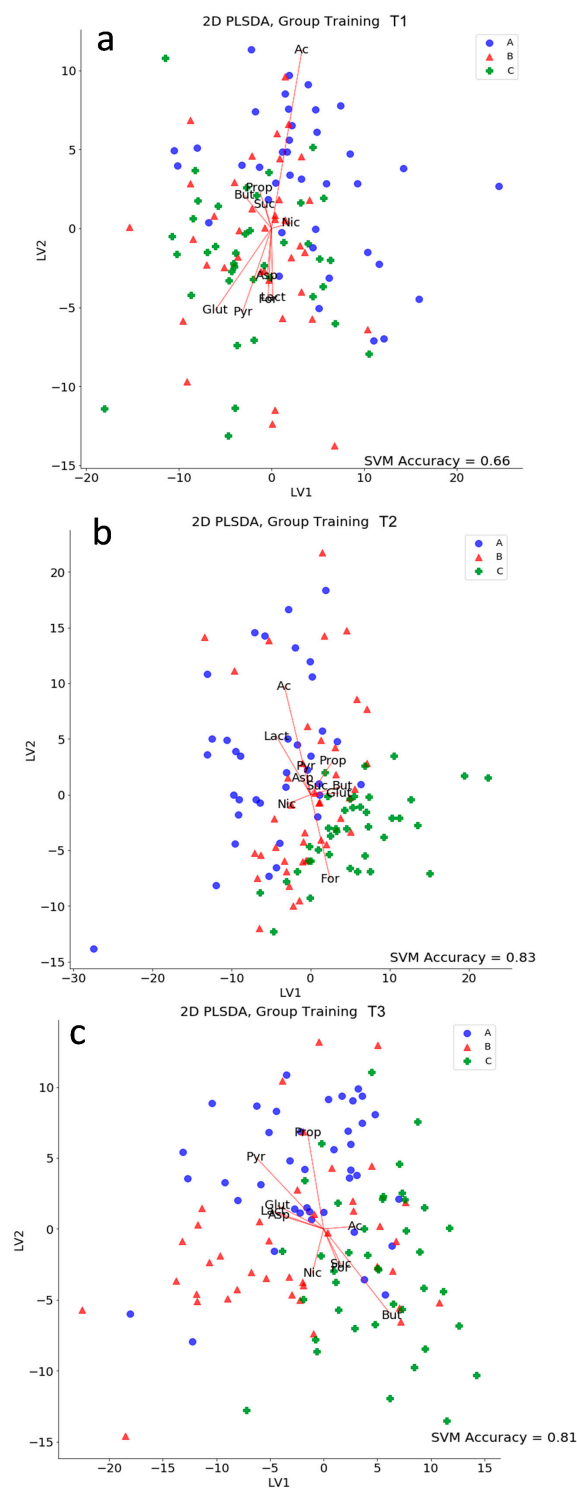 a
2D PLSDA, Group Training T1
A
B
C
Ac
Prop
But
Suc
Nic
Asp
For
Lact
Glut
Pyr
SVM Accuracy = 0.66
LV2
10
5
0
−5
−10
−15
−20
−10
0
10
20
LV1
b
2D PLSDA, Group Training T2
A
B
C
Ac
Lact
Prop
Pyr
Asp
Suc
But
Glut
Nic
For
SVM Accuracy = 0.83
LV2
20
15
10
5
0
−5
−10
−15
−30
−20
−10
0
10
20
LV1
c
2D PLSDA, Group Training T3
A
B
C
Prop
Pyr
Glut
Lact
Asp
Ac
Suc
For
Nic
But
SVM Accuracy = 0.81
LV2
10
5
0
−5
−10
−15
−20
−15
−10
−5
0
5
10
15
LV1